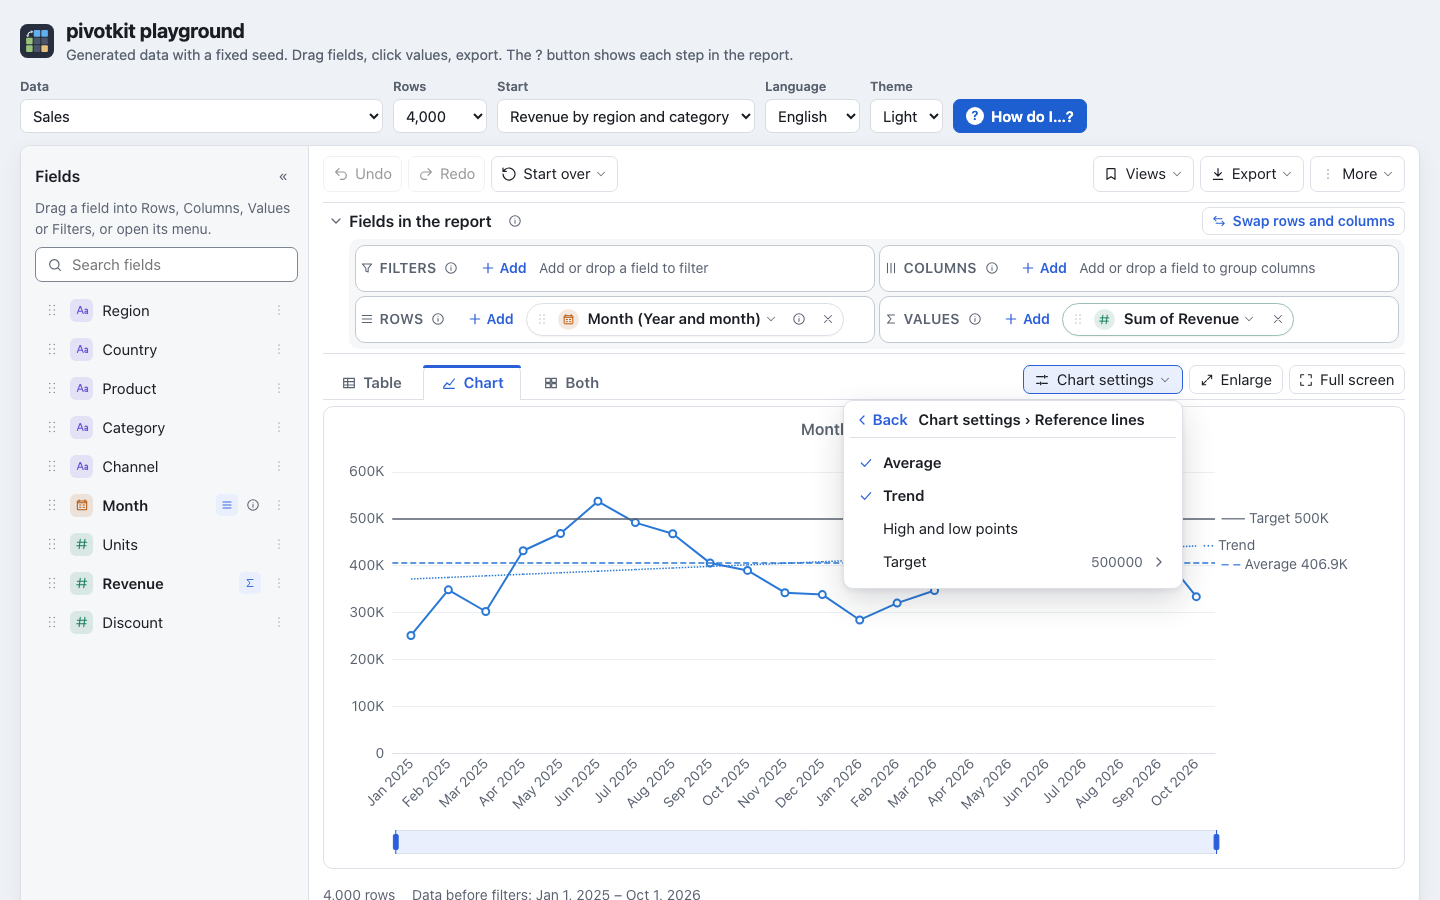 pivotkit playground
Generated data with a fixed seed. Drag fields, click values, export. The ? button shows each step in the report.
Data
Rows
Start
Language
Theme
Sales
4,000
Revenue by region and category
English
Light
? How do I...?
Fields
«
Drag a field into Rows, Columns, Values
or Filters, or open its menu.
Search fields
Aa Region
Aa Country
Aa Product
Aa Category
Aa Channel
Month
# Units
# Revenue Σ
# Discount
Undo
Redo
Start over
Views
Export
More
Fields in the report
Swap rows and columns
FILTERS
+ Add
Add or drop a field to filter
COLUMNS
+ Add
Add or drop a field to group columns
ROWS
+ Add
Month (Year and month)
Σ VALUES
+ Add
# Sum of Revenue
Table
Chart
Both
Chart settings
Enlarge
Full screen
Back
Chart settings › Reference lines
Average
Trend
High and low points
Target
500000
600K
500K
400K
300K
200K
100K
0
Target 500K
Trend
Average 406.9K
Jan 2025
Feb 2025
Mar 2025
Apr 2025
May 2025
Jun 2025
Jul 2025
Aug 2025
Sep 2025
Oct 2025
Nov 2025
Dec 2025
Jan 2026
Feb 2026
Mar 2026
Apr 2026
May 2026
Jun 2026
Jul 2026
Aug 2026
Sep 2026
Oct 2026
4,000 rows
Data before filters: Jan 1, 2025 – Oct 1, 2026